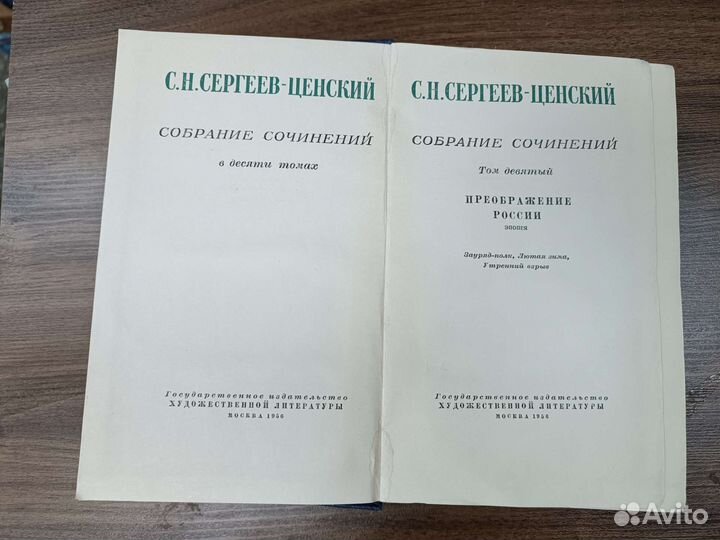 С.Н.СЕРГЕЕВ-ЦЕНСКИЙ
СОБРАНИЕ СОЧИНЕНИЙ
в десяти томах
Государственное издательство
ХУДОЖЕСТВЕННОЙ ЛИТЕРАТУРЫ
МОСКВА 1956
С.Н.СЕРГЕЕВ-ЦЕНСКИЙ
СОБРАНИЕ СОЧИНЕНИЙ
Том девятый
ПРЕОБРАЖЕНИЕ
РОССИИ
эпопея
Зауряд-полк, Лютая зима,
Утренний взрыв
Государственное издательство
ХУДОЖЕСТВЕННОЙ ЛИТЕРАТУРЫ
МОСКВА 1956
Avito